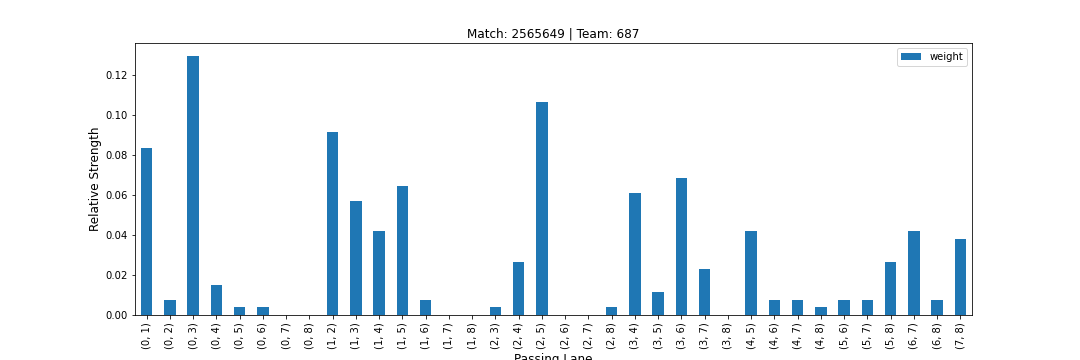 Match: 2565649 | Team: 687
weight
Relative Strength
0.12
0.10
0.08
0.06
0.04
0.02
0.00
(0, 1) (0, 2) (0, 3) (0, 4) (0, 5) (0, 6) (0, 7) (0, 8) (1, 2) (1, 3) (1, 4) (1, 5) (1, 6) (1, 7) (1, 8) (2, 3) (2, 4) (2, 5) (2, 6) (2, 7) (2, 8) (3, 4) (3, 5) (3, 6) (3, 7) (3, 8) (4, 5) (4, 6) (4, 7) (4, 8) (5, 6) (5, 7) (5, 8) (6, 7) (6, 8) (7, 8)
Passing Lane